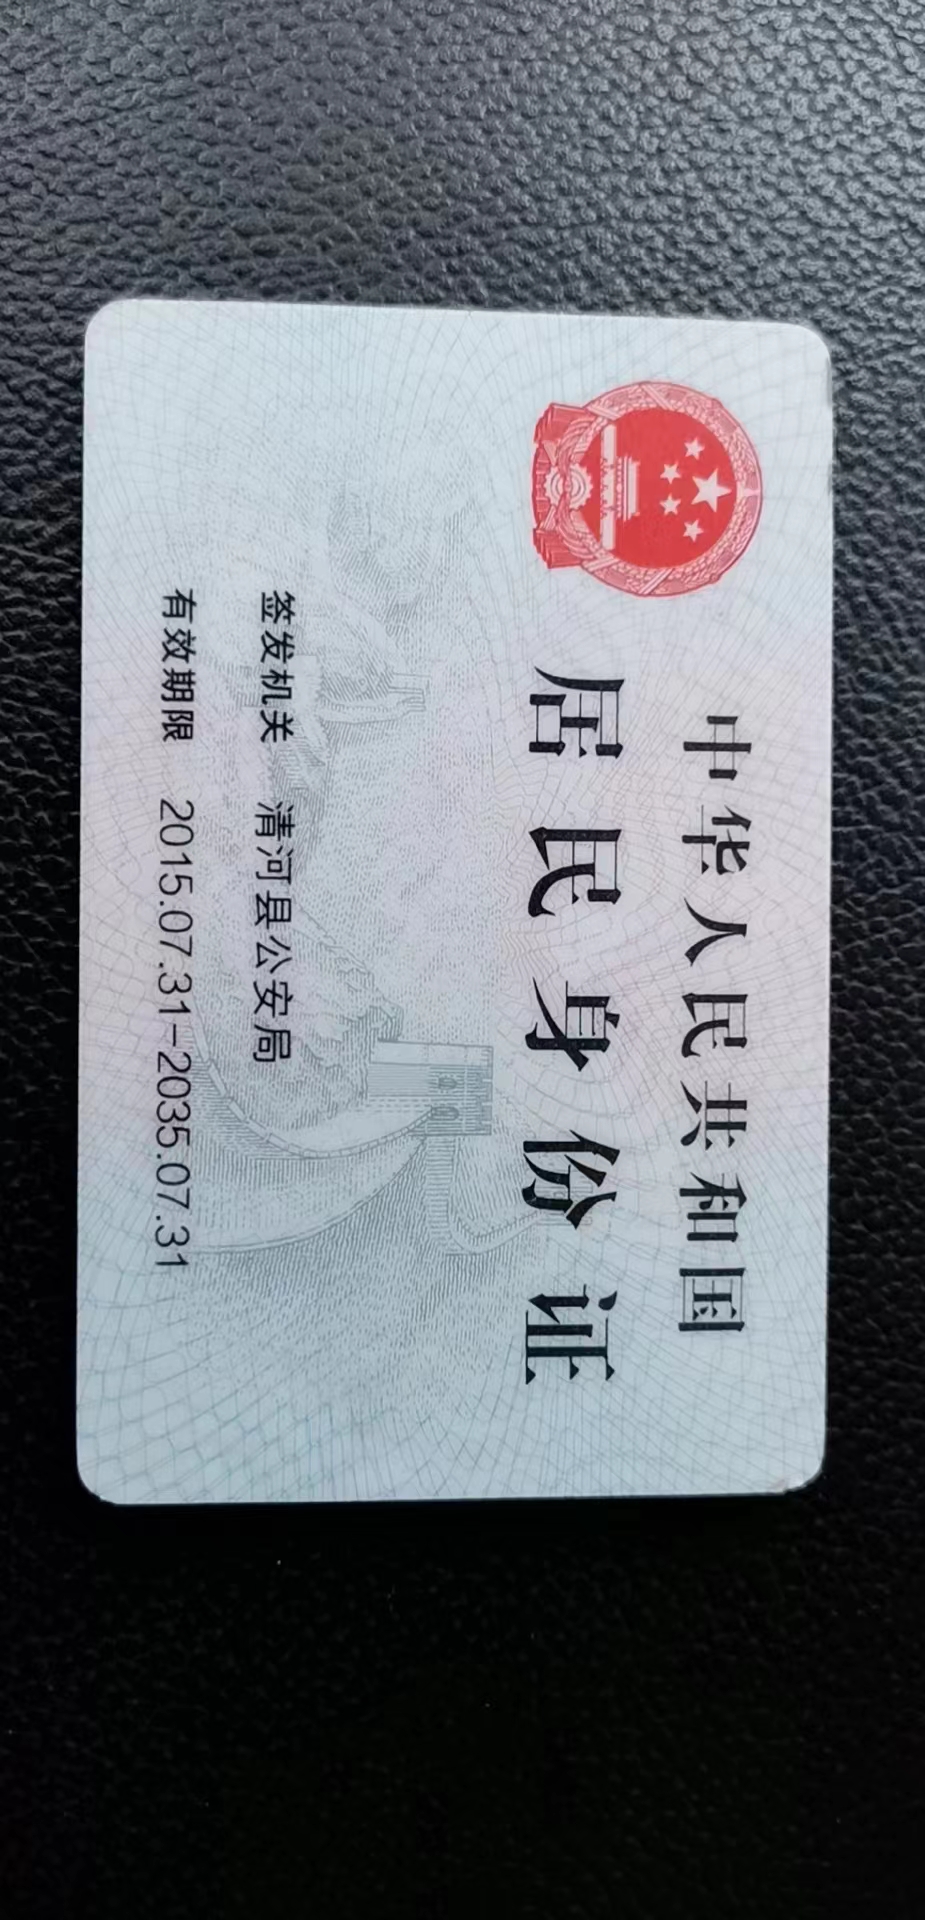 中华人民共和国
居民身份证
签发机关 清河县公安局
有效期限 2015.07.31-2035.07.31